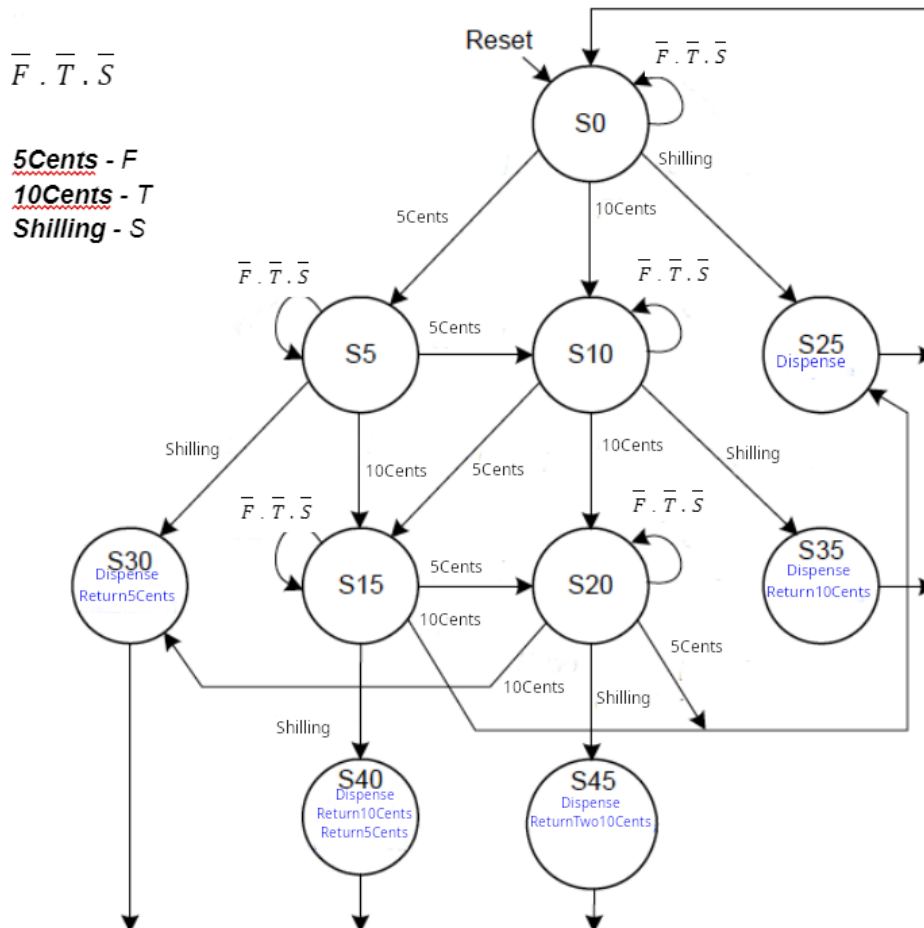 Reset
F̅ . T̅ . S̅
F̅ . T̅ . S̅
S0
5Cents - F
10Cents - T
Shilling - S
Shilling
5Cents
10Cents
F̅ . T̅ . S̅
F̅ . T̅ . S̅
5Cents
S5
S10
S25
Dispense
Shilling
10Cents
5Cents
10Cents
Shilling
F̅ . T̅ . S̅
F̅ . T̅ . S̅
S30
Dispense
Return5Cents
S15
5Cents
S20
S35
Dispense
Return10Cents
10Cents
5Cents
10Cents
Shilling
Shilling
S40
Dispense
Return10Cents
Return5Cents
S45
Dispense
ReturnTwo10Cents